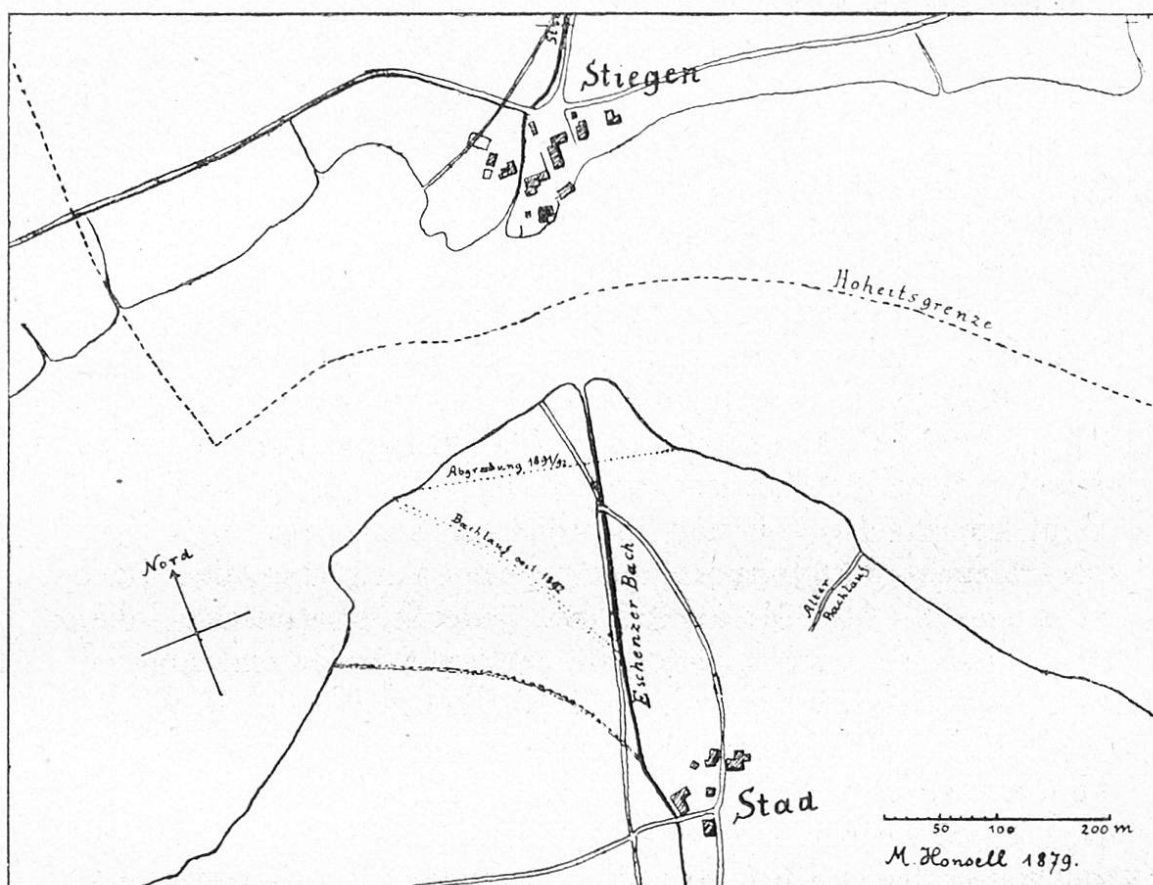 St
Stiegen
Hoheitsgrenze
Abgrabung 1891/92
Bachlauf seit 1892
Nord
Eschenzer Bach
Alter
Bachlauf
Stad
50 100 200 m
M. Honsell 1879.